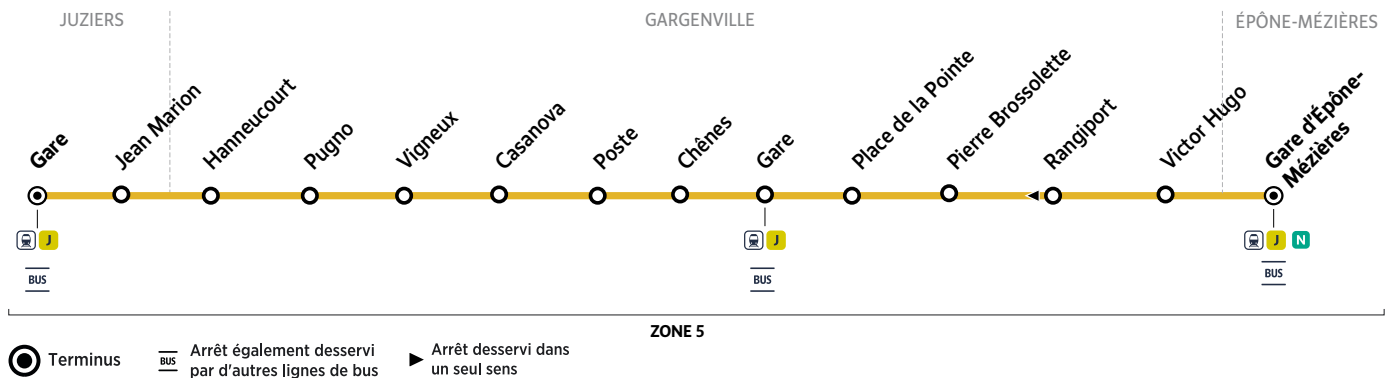 JUZIERS
GARGENVILLE
ÉPÔNE-MÉZIÈRES
Gare
Jean Marion
Hanneucourt
Pugno
Vigneux
Casanova
Poste
Chênes
Gare
Place de la Pointe
Pierre Brossolette
Rangiport
Victor Hugo
Gare d'Épône-
Mézières
J
J
J N
BUS
BUS
BUS
ZONE 5
Terminus
BUS
Arrêt également desservi
par d'autres lignes de bus
Arrêt desservi dans
un seul sens